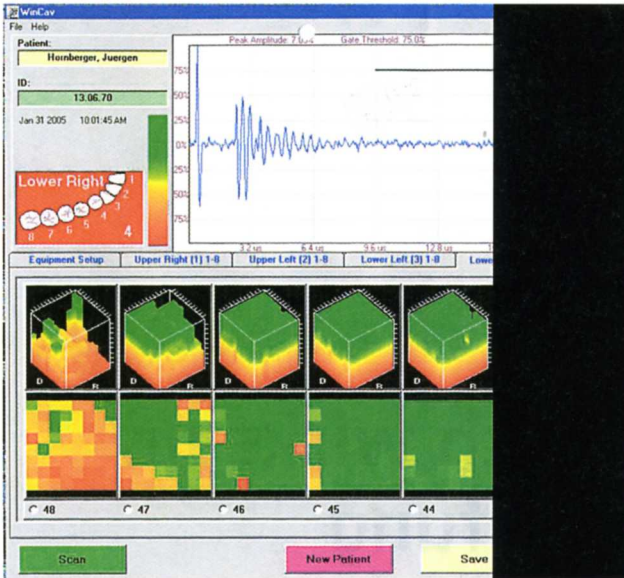 WinCav
File Help
Patient:
Heinberger, Juergen
ID:
13.06.70
Jan 31 2005 10:01:45 AM
Lower Right
1
2
3
4
5
6
7
8
4
Peak Amplitude Gate Threshold 75.0%
75%
50%
25%
0%
25%
50%
75%
3.2 us 6.4 us 9.6 us 12.8 us
Equipment Setup Upper Right (1) 1-8 Upper Left (2) 1-8 Lower Left (3) 1-8
D R D R D R D R D R
48 47 46 45 44
Scan New Patient Save